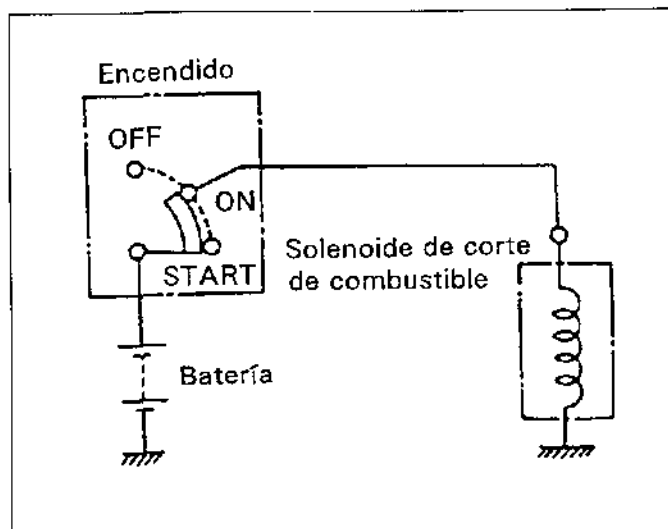 Encendido
OFF
ON
START
Solenoide de corte
de combustible
Batería